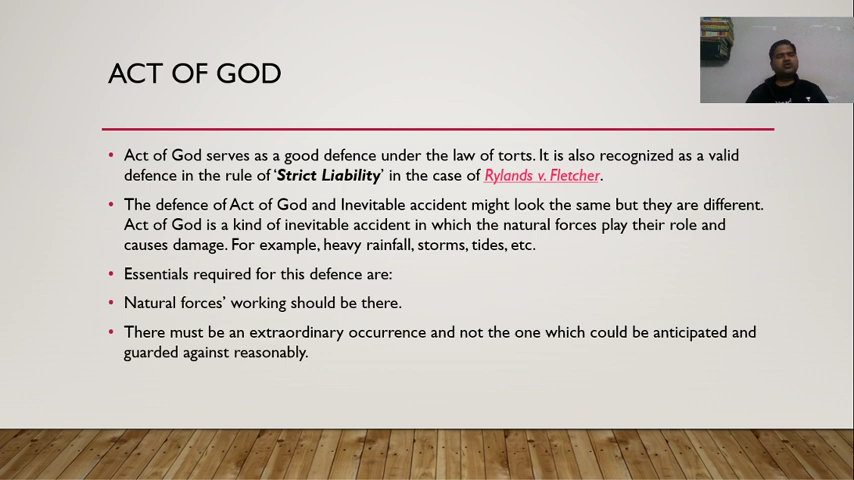 ACT OF GOD
• Act of God serves as a good defence under the law of torts. It is also recognized as a valid
defence in the rule of ‘Strict Liability’ in the case of Rylands v. Fletcher.
• The defence of Act of God and Inevitable accident might look the same but they are different.
Act of God is a kind of inevitable accident in which the natural forces play their role and
causes damage. For example, heavy rainfall, storms, tides, etc.
• Essentials required for this defence are:
• Natural forces’ working should be there.
• There must be an extraordinary occurrence and not the one which could be anticipated and
guarded against reasonably.